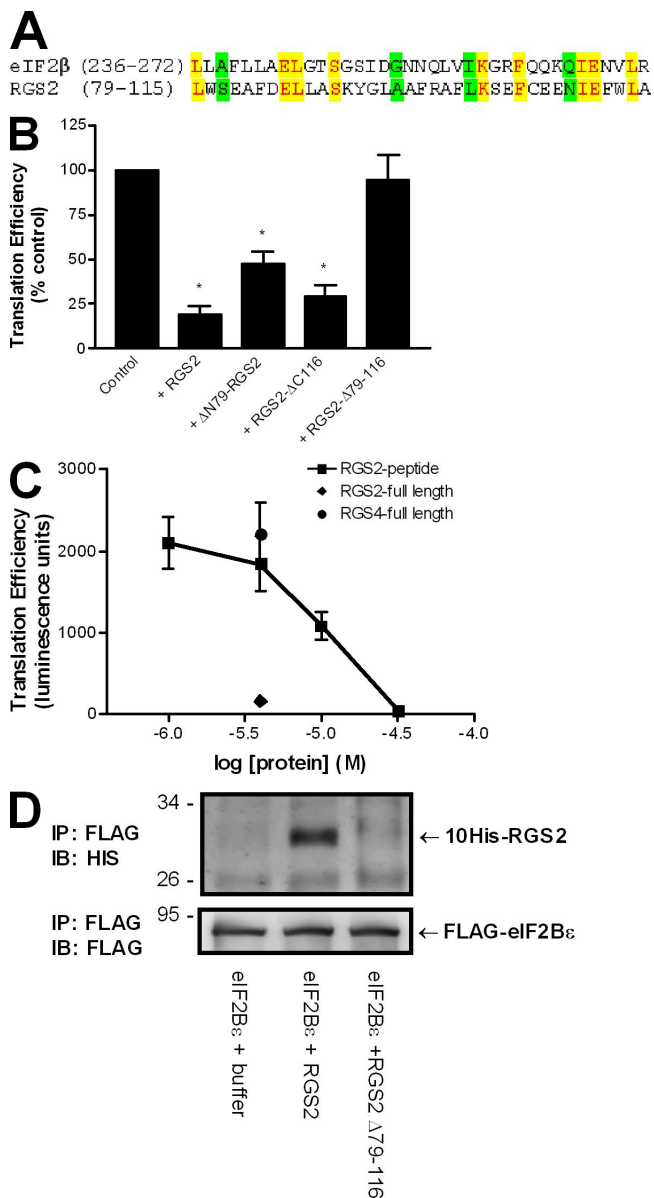 A
eIF2β (236-272) LLAFLLAELGTSGSIDGNNQLVIKGRFQQKQIENVLR
RGS2 (79-115) LWSEAFDELLASKYGLAAFRAFLKSEFCEENIEFWLA
B
Translation Efficiency
(% control)
125
100
75
50
25
0
*
*
*
Control
+ RGS2
+ ΔN79-RGS2
+ RGS2-ΔC116
+ RGS2-Δ79-116
C
Translation Efficiency
(luminescence units)
3000
2000
1000
0
RGS2-peptide
RGS2-full length
RGS4-full length
-6.0 -5.5 -5.0 -4.5 -4.0
log [protein] (M)
D
IP: FLAG
IB: HIS
34 -
26 -
← 10His-RGS2
IP: FLAG
IB: FLAG
95 -
← FLAG-eIF2Bε
eIF2Bε + buffer
eIF2Bε + RGS2
eIF2Bε +RGS2 Δ79-116